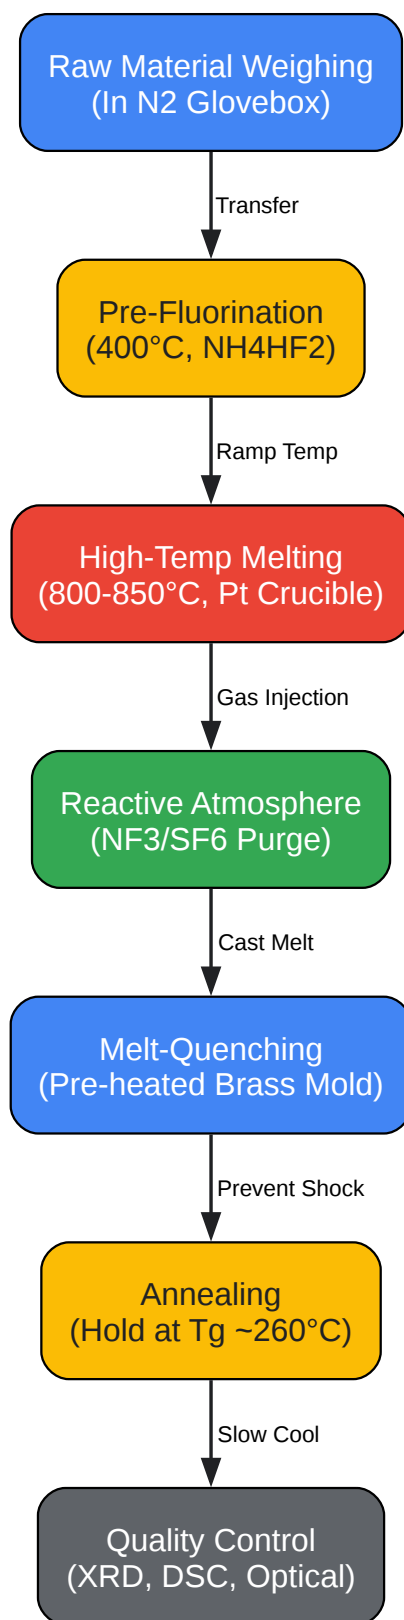 Raw Material Weighing
(In N2 Glovebox)
Transfer
Pre-Fluorination
(400°C, NH4HF2)
Ramp Temp
High-Temp Melting
(800-850°C, Pt Crucible)
Gas Injection
Reactive Atmosphere
(NF3/SF6 Purge)
Cast Melt
Melt-Quenching
(Pre-heated Brass Mold)
Prevent Shock
Annealing
(Hold at Tg ~260°C)
Slow Cool
Quality Control
(XRD, DSC, Optical)